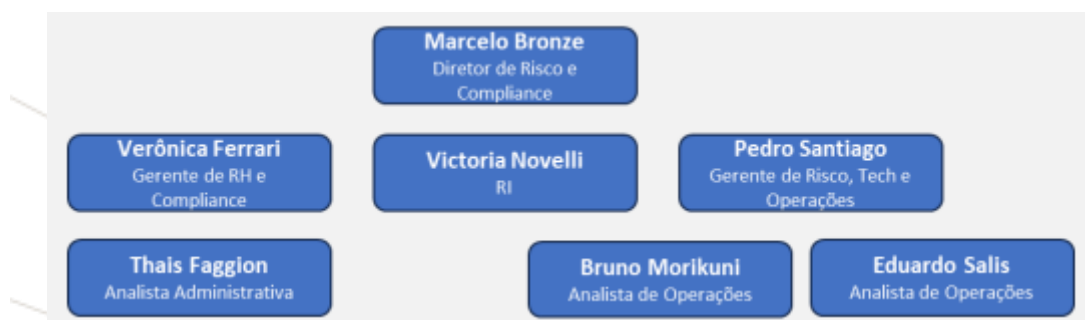 Marcelo Bronze
Diretor de Risco e
Compliance
Verônica Ferrari
Gerente de RH e
Compliance
Victoria Novelli
RI
Pedro Santiago
Gerente de Risco, Tech e
Operações
Thais Faggion
Analista Administrativa
Bruno Morikuni
Analista de Operações
Eduardo Salis
Analista de Operações